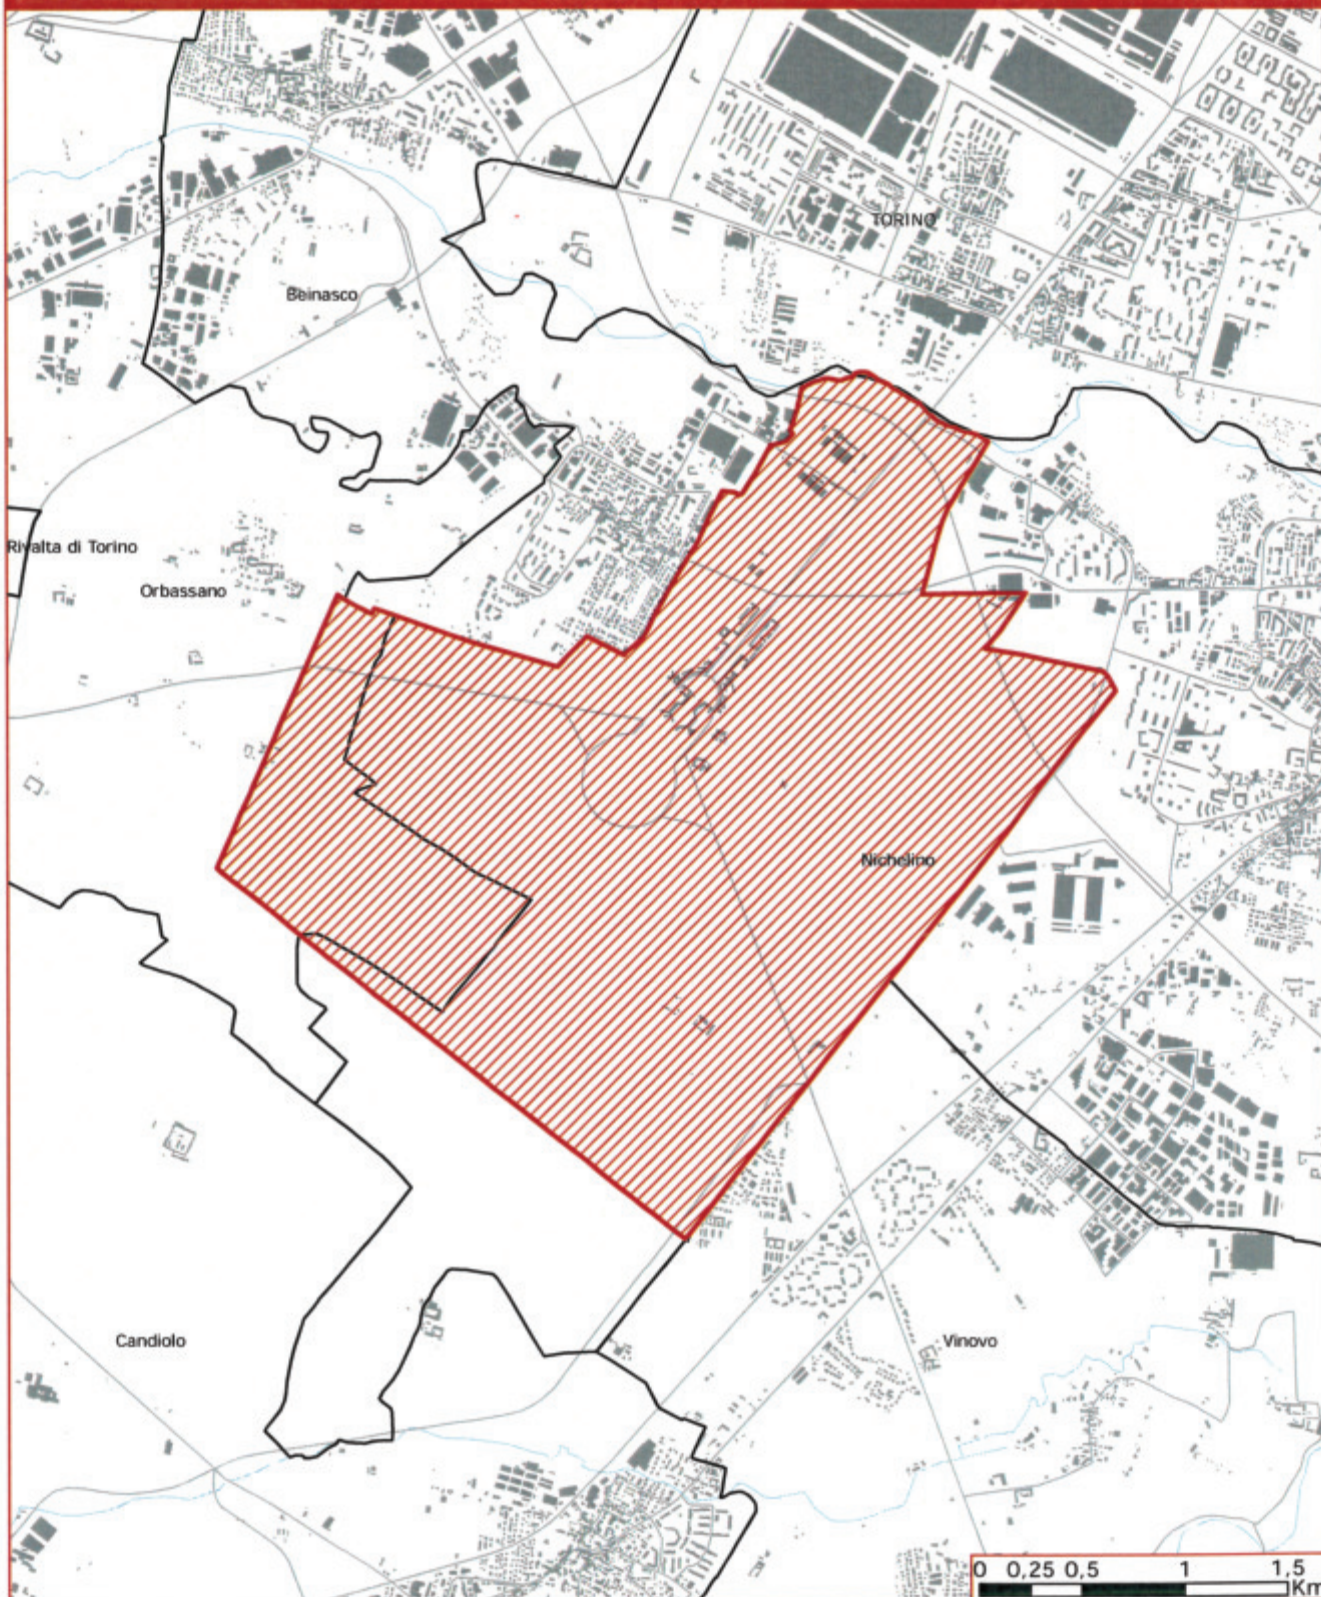 TORINO
Beinasco
Rivalta di Torino
Orbassano
Nichelino
Candiolo
Vinovo
0 0,25 0,5 1 1,5
Km